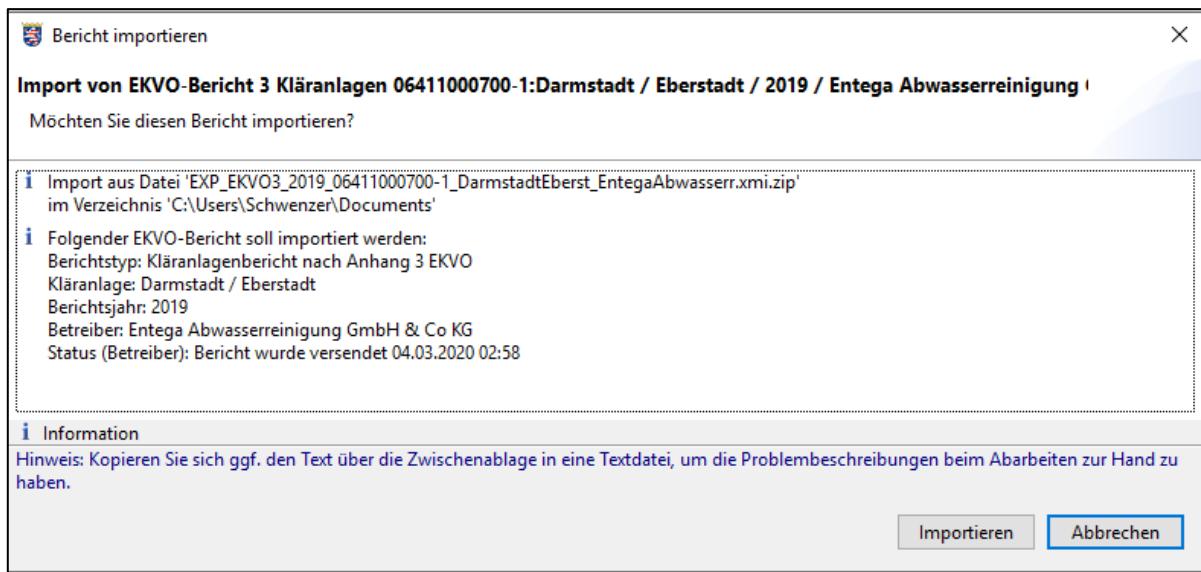 Bericht importieren
Import von EKVO-Bericht 3 Kläranlagen 06411000700-1:Darmstadt / Eberstadt / 2019 / Entega Abwasserreinigung
Möchten Sie diesen Bericht importieren?
Import aus Datei 'EXP_EKVO3_2019_06411000700-1_DarmstadtEberst_EntegaAbwasserr.xmi.zip'
im Verzeichnis 'C:\Users\Schwenzer\Documents'
Folgender EKVO-Bericht soll importiert werden:
Berichtstyp: Kläranlagenbericht nach Anhang 3 EKVO
Kläranlage: Darmstadt / Eberstadt
Berichtsjahr: 2019
Betreiber: Entega Abwasserreinigung GmbH & Co KG
Status (Betreiber): Bericht wurde versendet 04.03.2020 02:58
Information
Hinweis: Kopieren Sie sich ggf. den Text über die Zwischenablage in eine Textdatei, um die Problembeschreibungen beim Abarbeiten zur Hand zu
haben.
Importieren Abbrechen